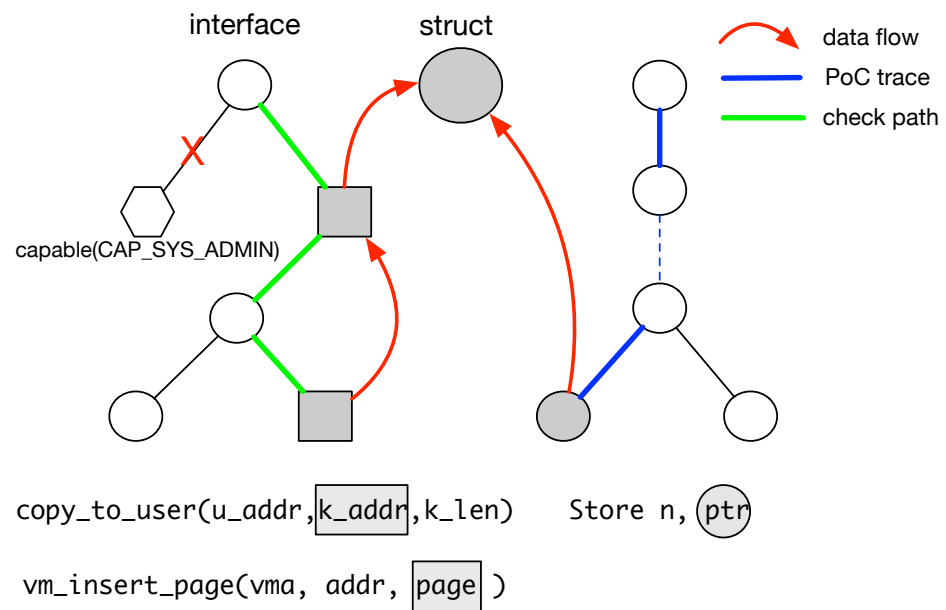 interface
struct
data flow
PoC trace
check path
X
capable(CAP_SYS_ADMIN)
copy_to_user(u_addr,k_addr,k_len)
Store n, ptr
vm_insert_page(vma, addr, page )